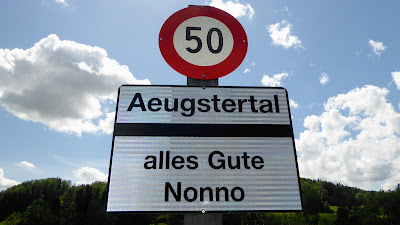 50
Aeugstertal
alles Gute
Nonno